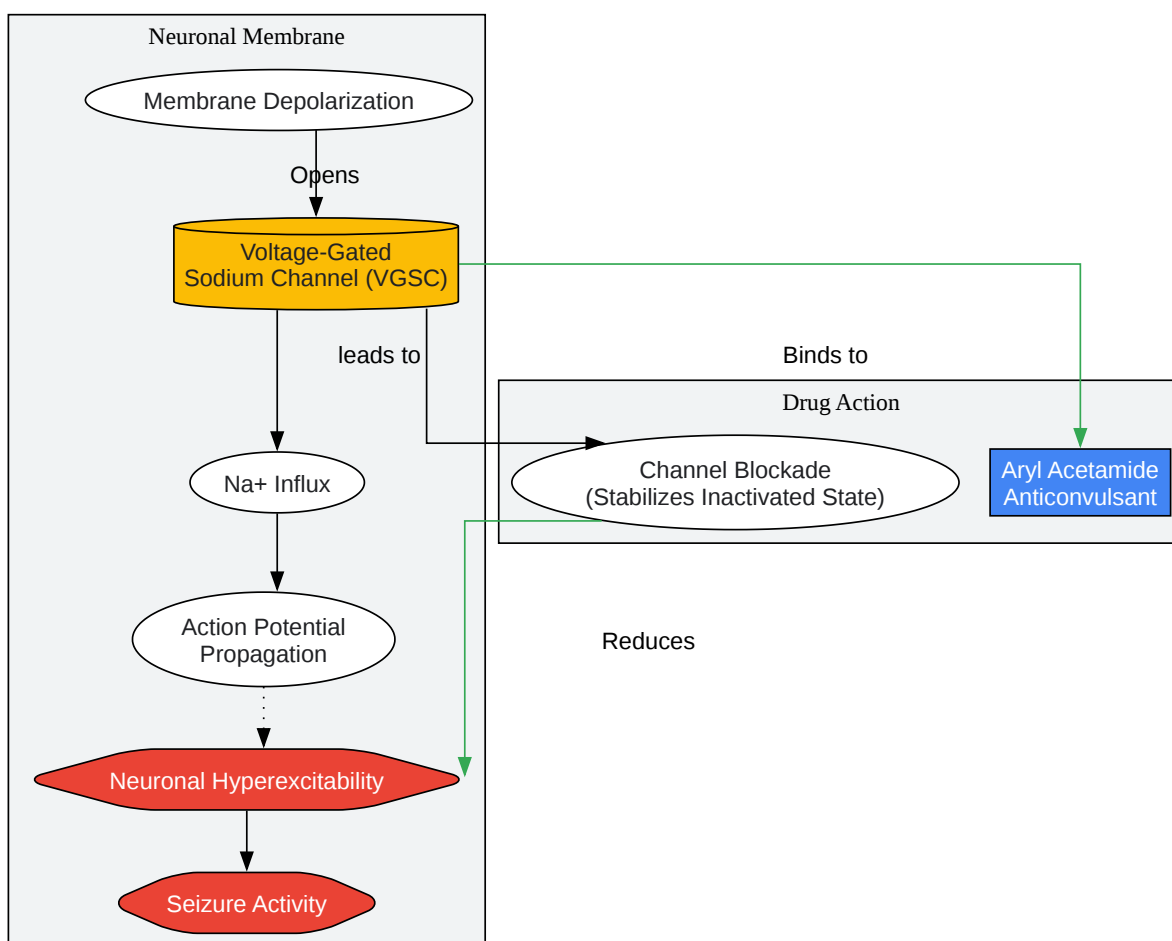 Neuronal Membrane
Membrane Depolarization
Opens
Voltage-Gated
Sodium Channel (VGSC)
leads to
Binds to
Drug Action
Channel Blockade
(Stabilizes Inactivated State)
Aryl Acetamide
Anticonvulsant
Na+ Influx
Action Potential
Propagation
Reduces
Neuronal Hyperexcitability
Seizure Activity